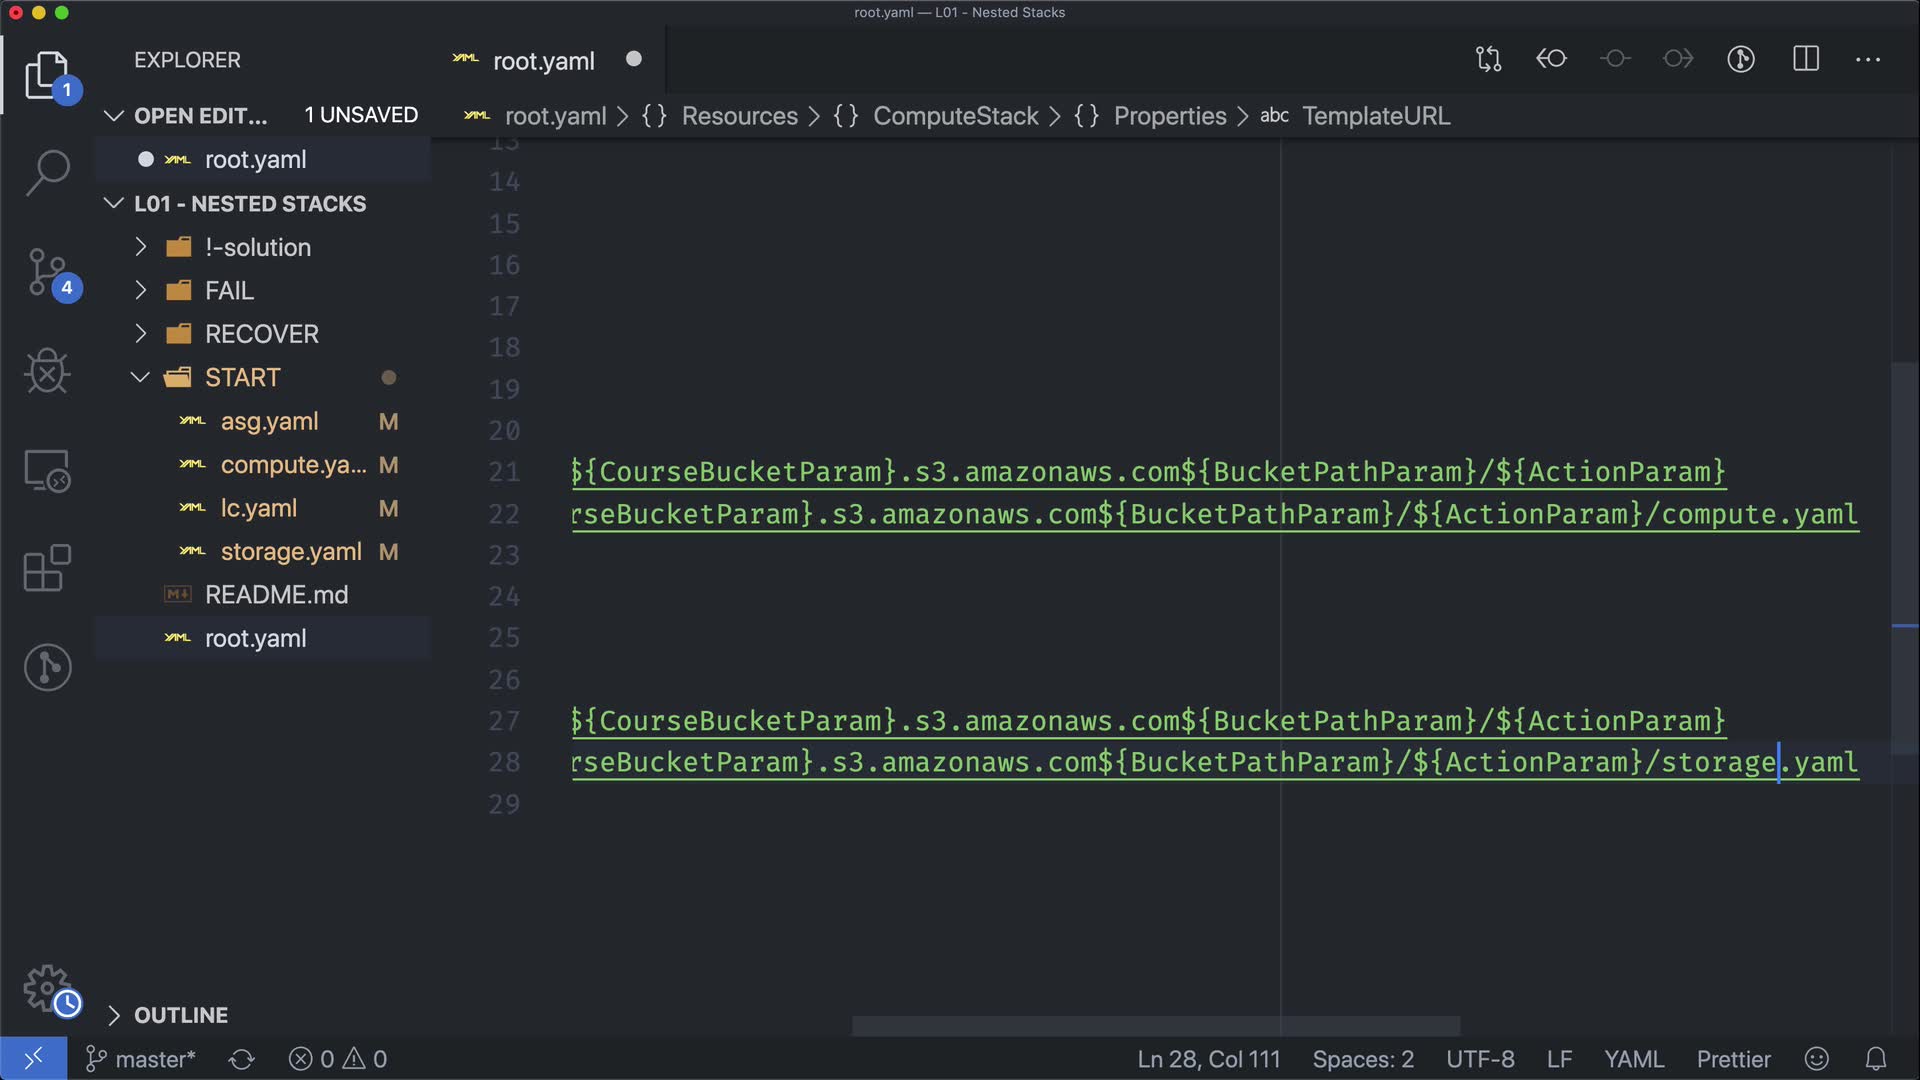 root.yaml — L01 - Nested Stacks
EXPLORER
root.yaml
1
OPEN EDIT... 1 UNSAVED
root.yaml > {} Resources > {} ComputeStack > {} Properties > abc TemplateURL
root.yaml
L01 - NESTED STACKS
!-solution
FAIL
RECOVER
START
asg.yaml M
compute.ya... M
lc.yaml M
storage.yaml M
README.md
root.yaml
4
13
14
15
16
17
18
19
20
21 ${CourseBucketParam}.s3.amazonaws.com${BucketPathParam}/${ActionParam}
22 rseBucketParam}.s3.amazonaws.com${BucketPathParam}/${ActionParam}/compute.yaml
23
24
25
26
27 ${CourseBucketParam}.s3.amazonaws.com${BucketPathParam}/${ActionParam}
28 rseBucketParam}.s3.amazonaws.com${BucketPathParam}/${ActionParam}/storage.yaml
29
OUTLINE
master* 0 0 Ln 28, Col 111 Spaces: 2 UTF-8 LF YAML Prettier